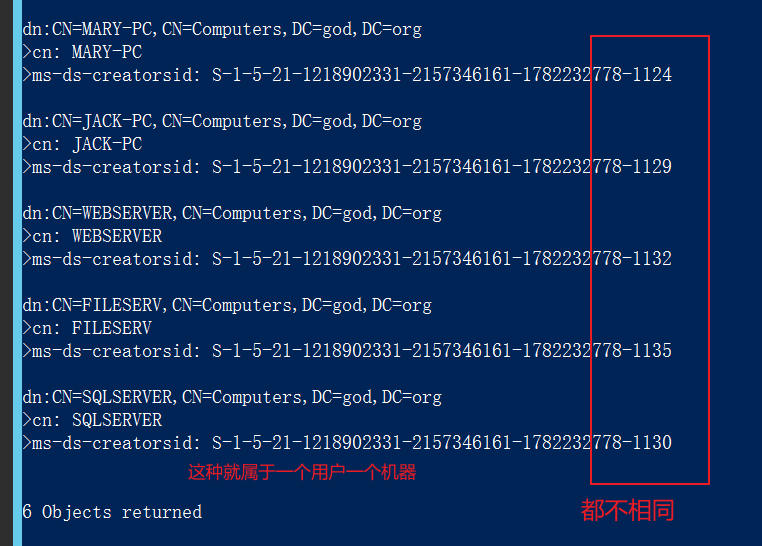 dn:CN=MARY-PC,CN=Computers,DC=god,DC=org
>cn: MARY-PC
>ms-ds-creatorsid: S-1-5-21-1218902331-2157346161-1782232778-1124
dn:CN=JACK-PC,CN=Computers,DC=god,DC=org
>cn: JACK-PC
>ms-ds-creatorsid: S-1-5-21-1218902331-2157346161-1782232778-1129
dn:CN=WEBSERVER,CN=Computers,DC=god,DC=org
>cn: WEBSERVER
>ms-ds-creatorsid: S-1-5-21-1218902331-2157346161-1782232778-1132
dn:CN=FILESERV,CN=Computers,DC=god,DC=org
>cn: FILESERV
>ms-ds-creatorsid: S-1-5-21-1218902331-2157346161-1782232778-1135
dn:CN=SQLSERVER,CN=Computers,DC=god,DC=org
>cn: SQLSERVER
>ms-ds-creatorsid: S-1-5-21-1218902331-2157346161-1782232778-1130
这种就属于一个用户一个机器
6 Objects returned
都不相同